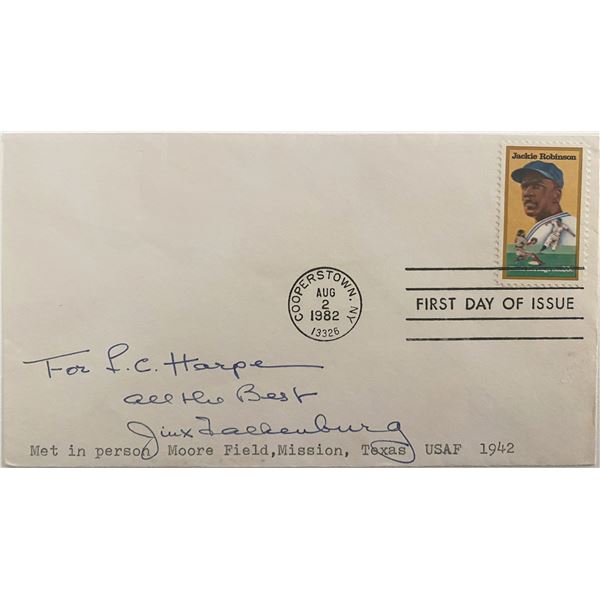 Jackie Robinson
COOPERSTOWN, NY
AUG
2
1982
13326
FIRST DAY OF ISSUE
For L.C. Harpe
All the Best
Jinx Falkenburg
Met in person Moore Field,Mission, Texas USAF 1942